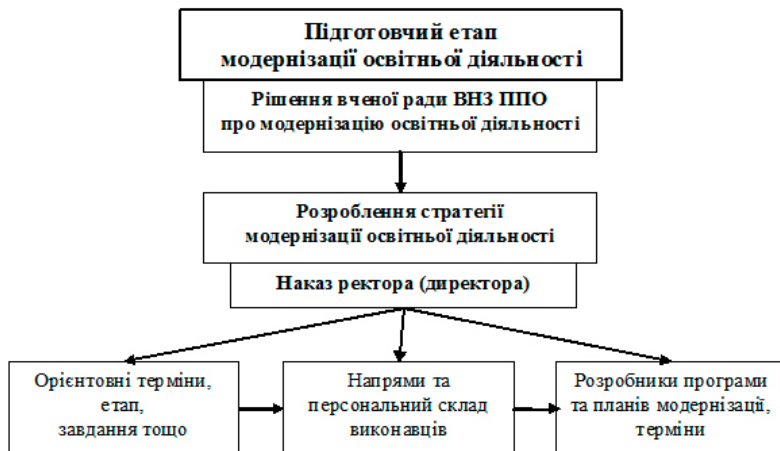 Підготовчий етап
модернізації освітньої діяльності
Рішення вченої ради ВНЗ ППО
про модернізацію освітньої діяльності
Розроблення стратегії
модернізації освітньої діяльності
Наказ ректора (директора)
Орієнтовні терміни,
етап,
завдання тощо
Напрями та
персональний склад
виконавців
Розробники програми
та планів модернізації,
терміни